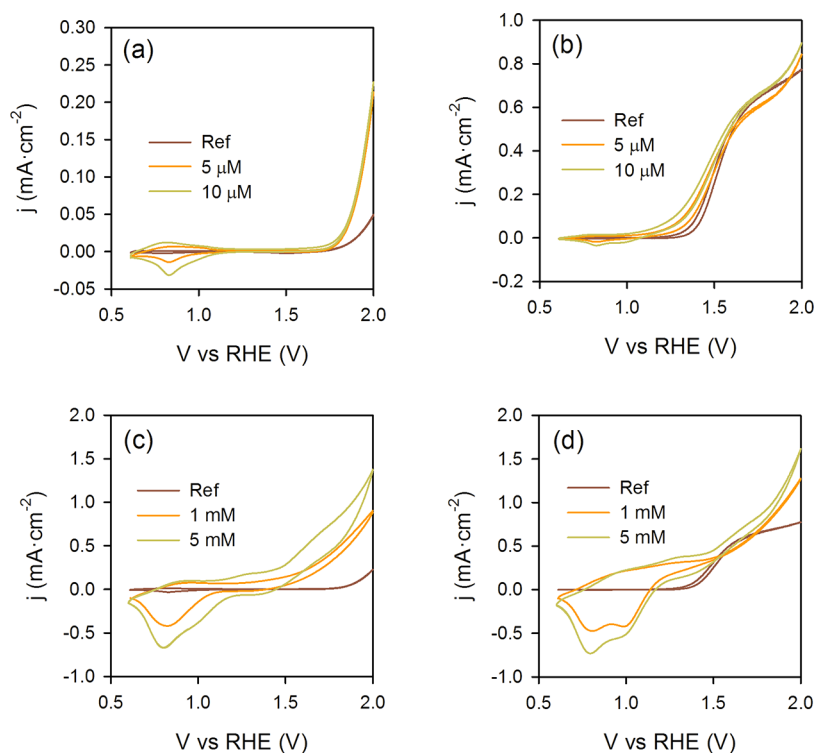 (a)
j (mA·cm⁻²)
0.30
0.25
0.20
0.15
0.10
0.05
0.00
-0.05
Ref
5 μM
10 μM
0.5 1.0 1.5 2.0
V vs RHE (V)
(b)
j (mA·cm⁻²)
1.0
0.8
0.6
0.4
0.2
0.0
-0.2
Ref
5 μM
10 μM
0.5 1.0 1.5 2.0
V vs RHE (V)
(c)
j (mA·cm⁻²)
2.0
1.5
1.0
0.5
0.0
-0.5
-1.0
Ref
1 mM
5 mM
0.5 1.0 1.5 2.0
V vs RHE (V)
(d)
j (mA·cm⁻²)
2.0
1.5
1.0
0.5
0.0
-0.5
-1.0
Ref
1 mM
5 mM
0.5 1.0 1.5 2.0
V vs RHE (V)